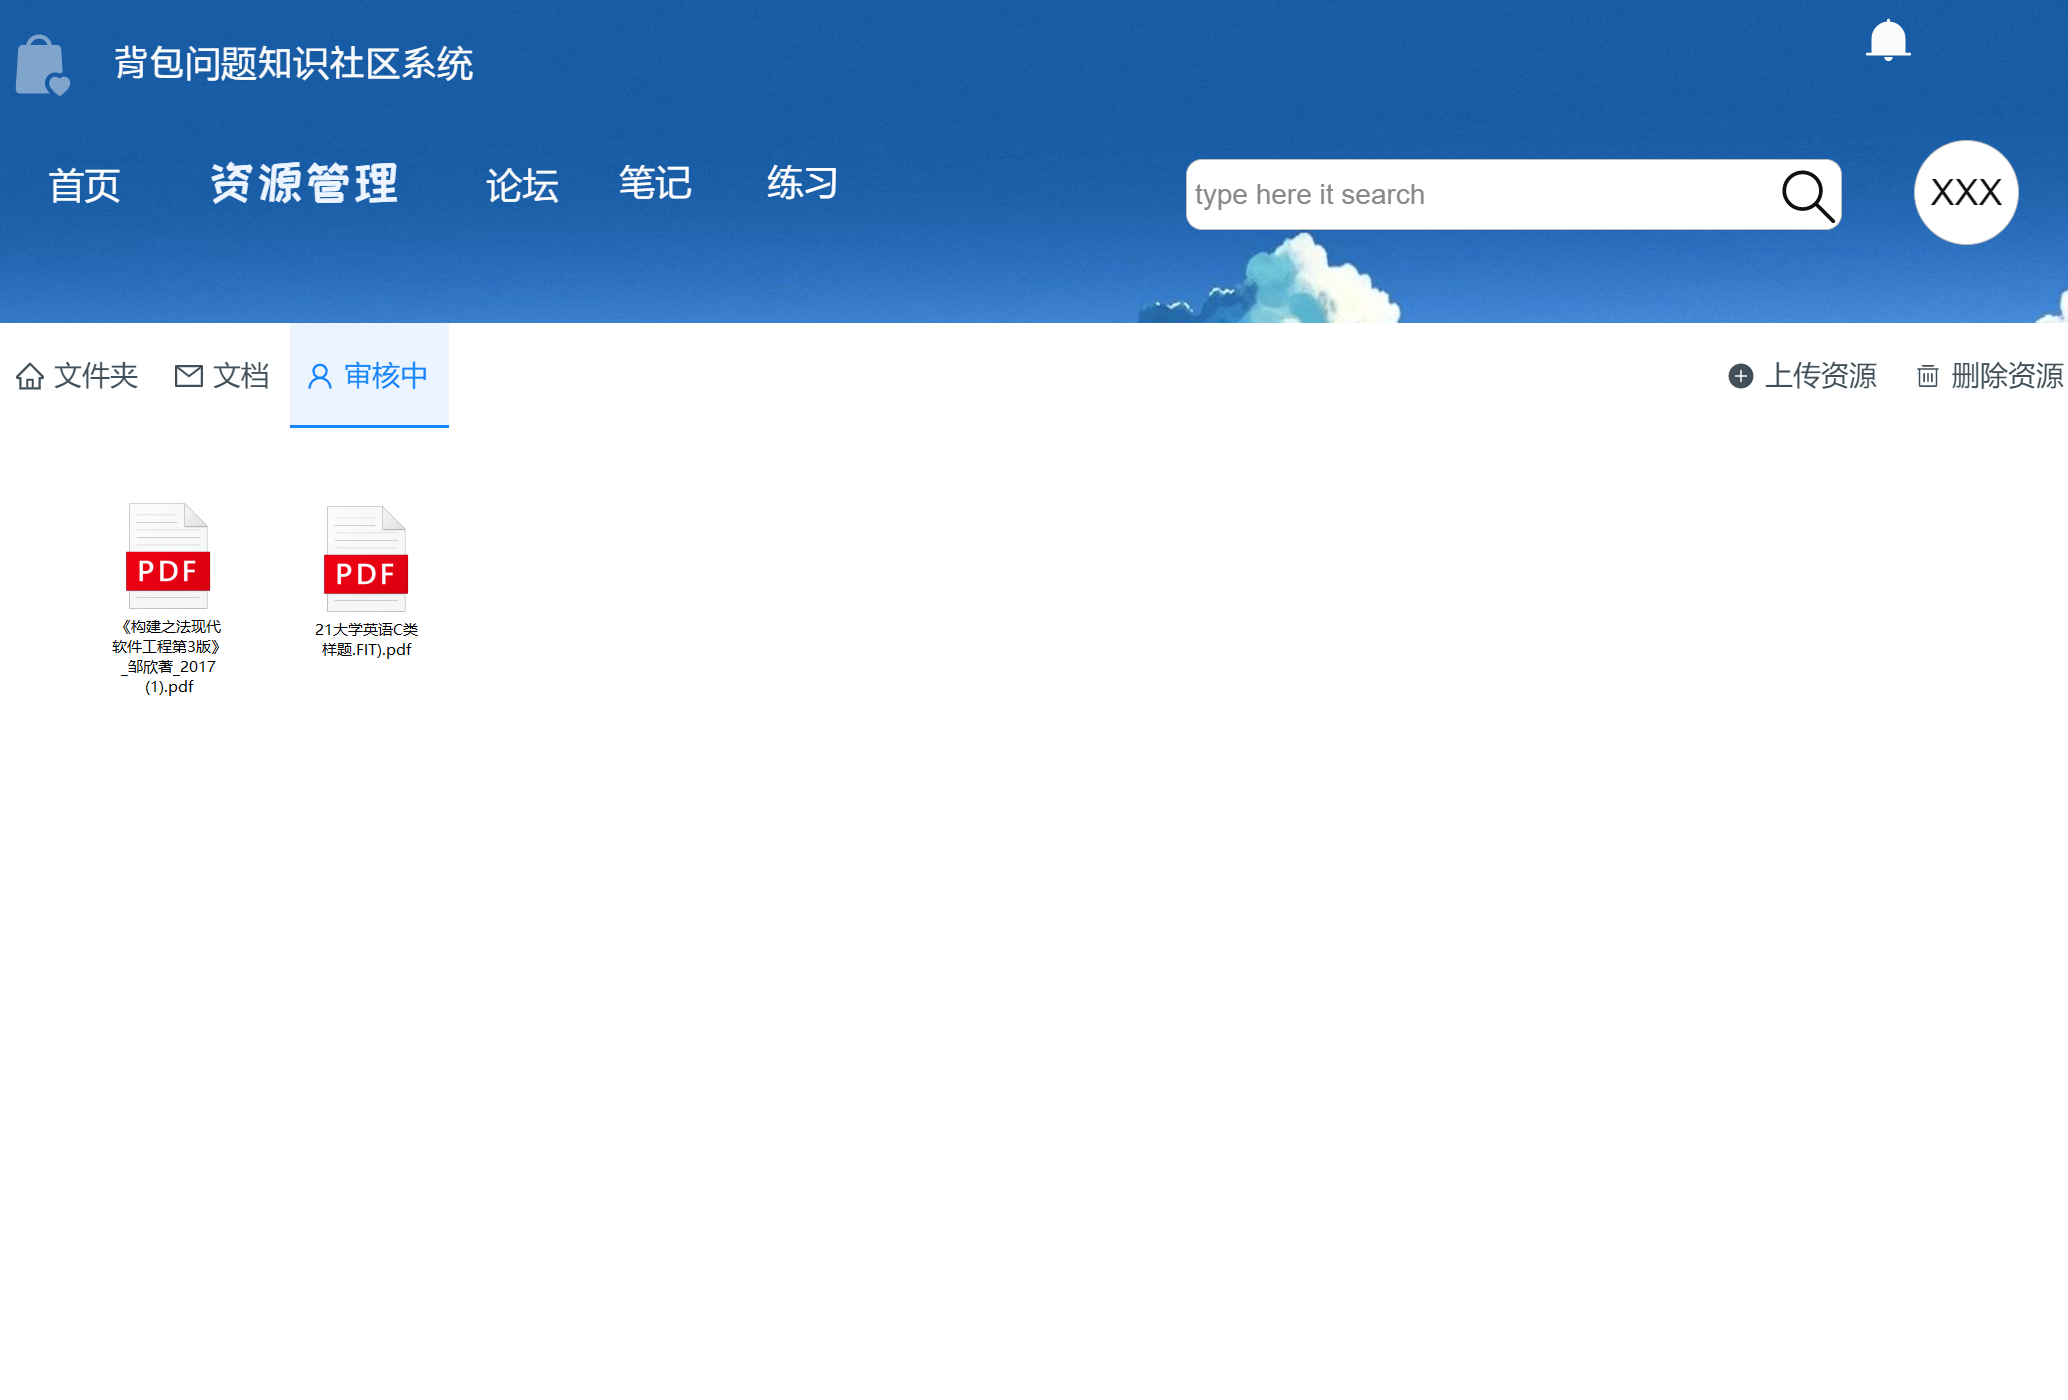 背包问题知识社区系统
首页 资源管理 论坛 笔记 练习
type here it search
XXX
文件夹 文档 审核中 上传资源 删除资源
PDF
《构建之法现代
软件工程第3版》
_邹欣著_2017
(1).pdf
PDF
21大学英语C类
样题.FIT).pdf